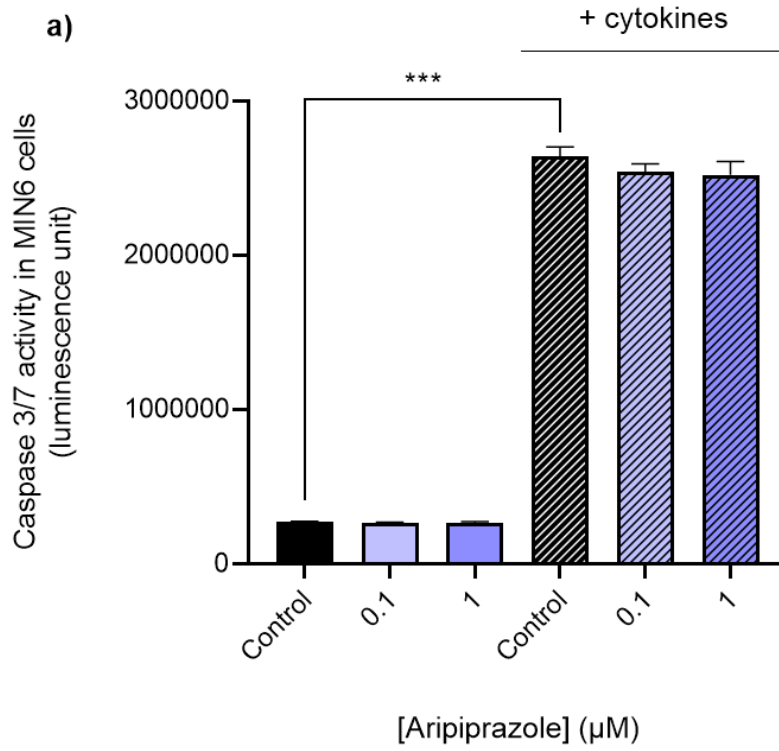 a)
+ cytokines
***
Caspase 3/7 activity in MIN6 cells
(luminescence unit)
3000000
2000000
1000000
0
Control
0.1
1
Control
0.1
1
[Aripiprazole] (µM)